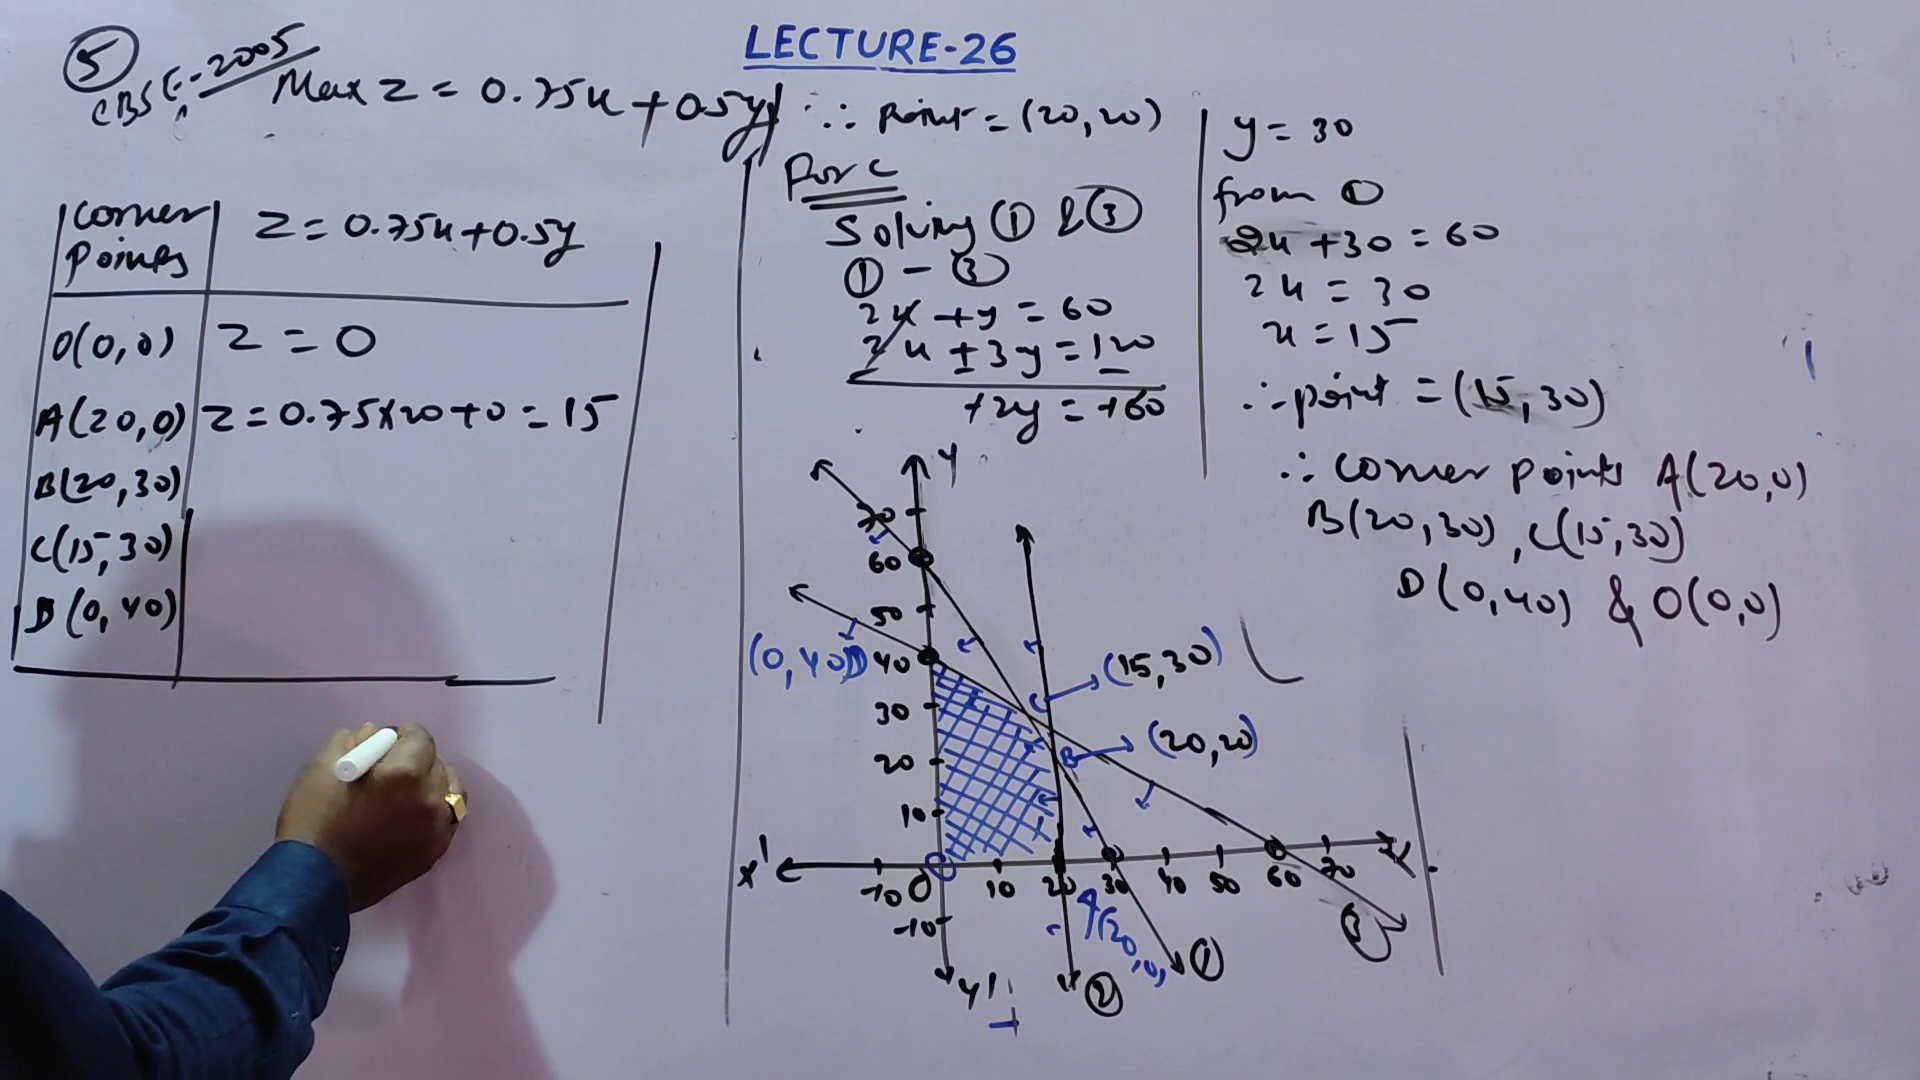 LECTURE-26
5
CBSE-2005
Max Z = 0.75x + 0.5y
Corner Points
Z = 0.75x + 0.5y
O(0,0) Z = 0
A(20,0) Z = 0.75×20+0 = 15
B(20,30)
C(15,30)
D(0,40)
∴ Point = (20,20)
For C
Solving ① & ③
① - ③
2x + y = 60
2x ± 3y = 120
+2y = +60
y = 30
from ①
2x + 30 = 60
2x = 30
x = 15
∴ point = (15,30)
∴ Corner points A(20,0)
B(20,30), C(15,30)
D(0,40) & O(0,0)
Y
70
60
50
(0,40)D 40
30
20
10
C (15,30)
B (20,20)
X' -10 O 10 20 30 40 50 60 70 X
-10
A(20,0)
Y'
①
②
③